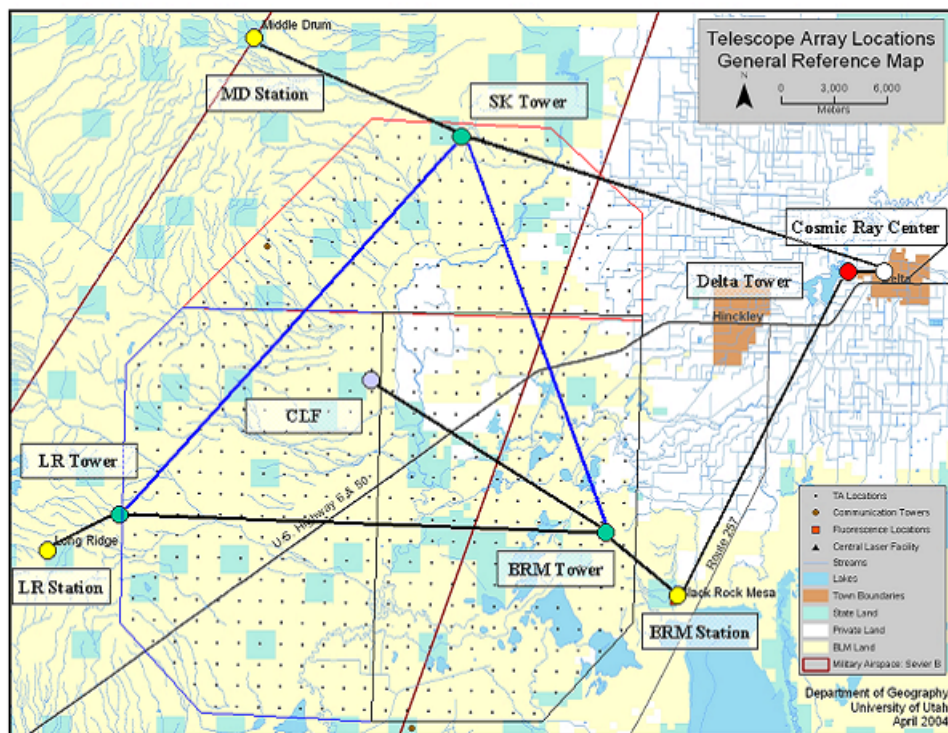 Telescope Array Locations
General Reference Map
N
0 3,000 6,000
Meters
Middle Drum
MD Station
SK Tower
Cosmic Ray Center
Delta Tower
Delta
Hinckley
CLF
LR Tower
U.S. Highway 6 & 50
Long Ridge
LR Station
BRM Tower
Route 257
Black Rock Mesa
BRM Station
TA Locations
Communication Towers
Fluorescence Locations
Central Laser Facility
Streams
Lakes
Town Boundaries
State Land
Private Land
BLM Land
Military Airspace: Sevier B
Department of Geography
University of Utah
April 2004